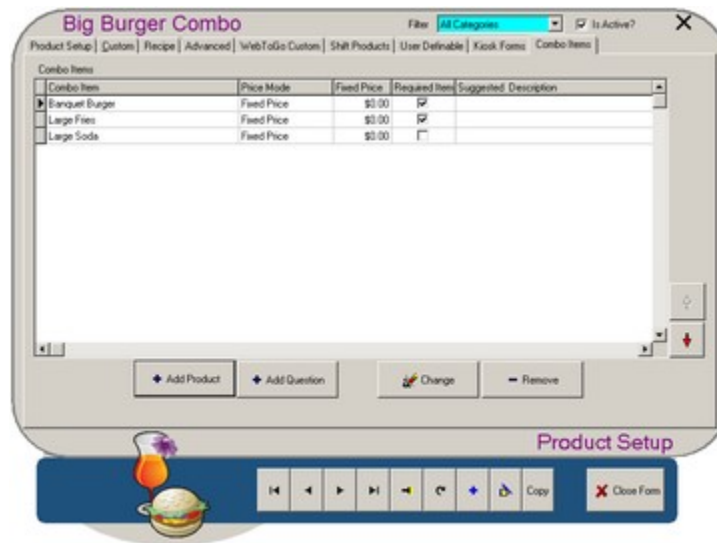 Big Burger Combo
Filter All Categories Is Active?
Product Setup Custom Recipe Advanced WebToGo Custom Shift Products User Definable Kiosk Forms Combo Items
Combo Items
Combo Item Price Mode Fixed Price Required Item Suggested Description
Banquet Burger Fixed Price $0.00
Large Fries Fixed Price $0.00
Large Soda Fixed Price $0.00
Add Product Add Question Change Remove
Product Setup
Copy Close Form